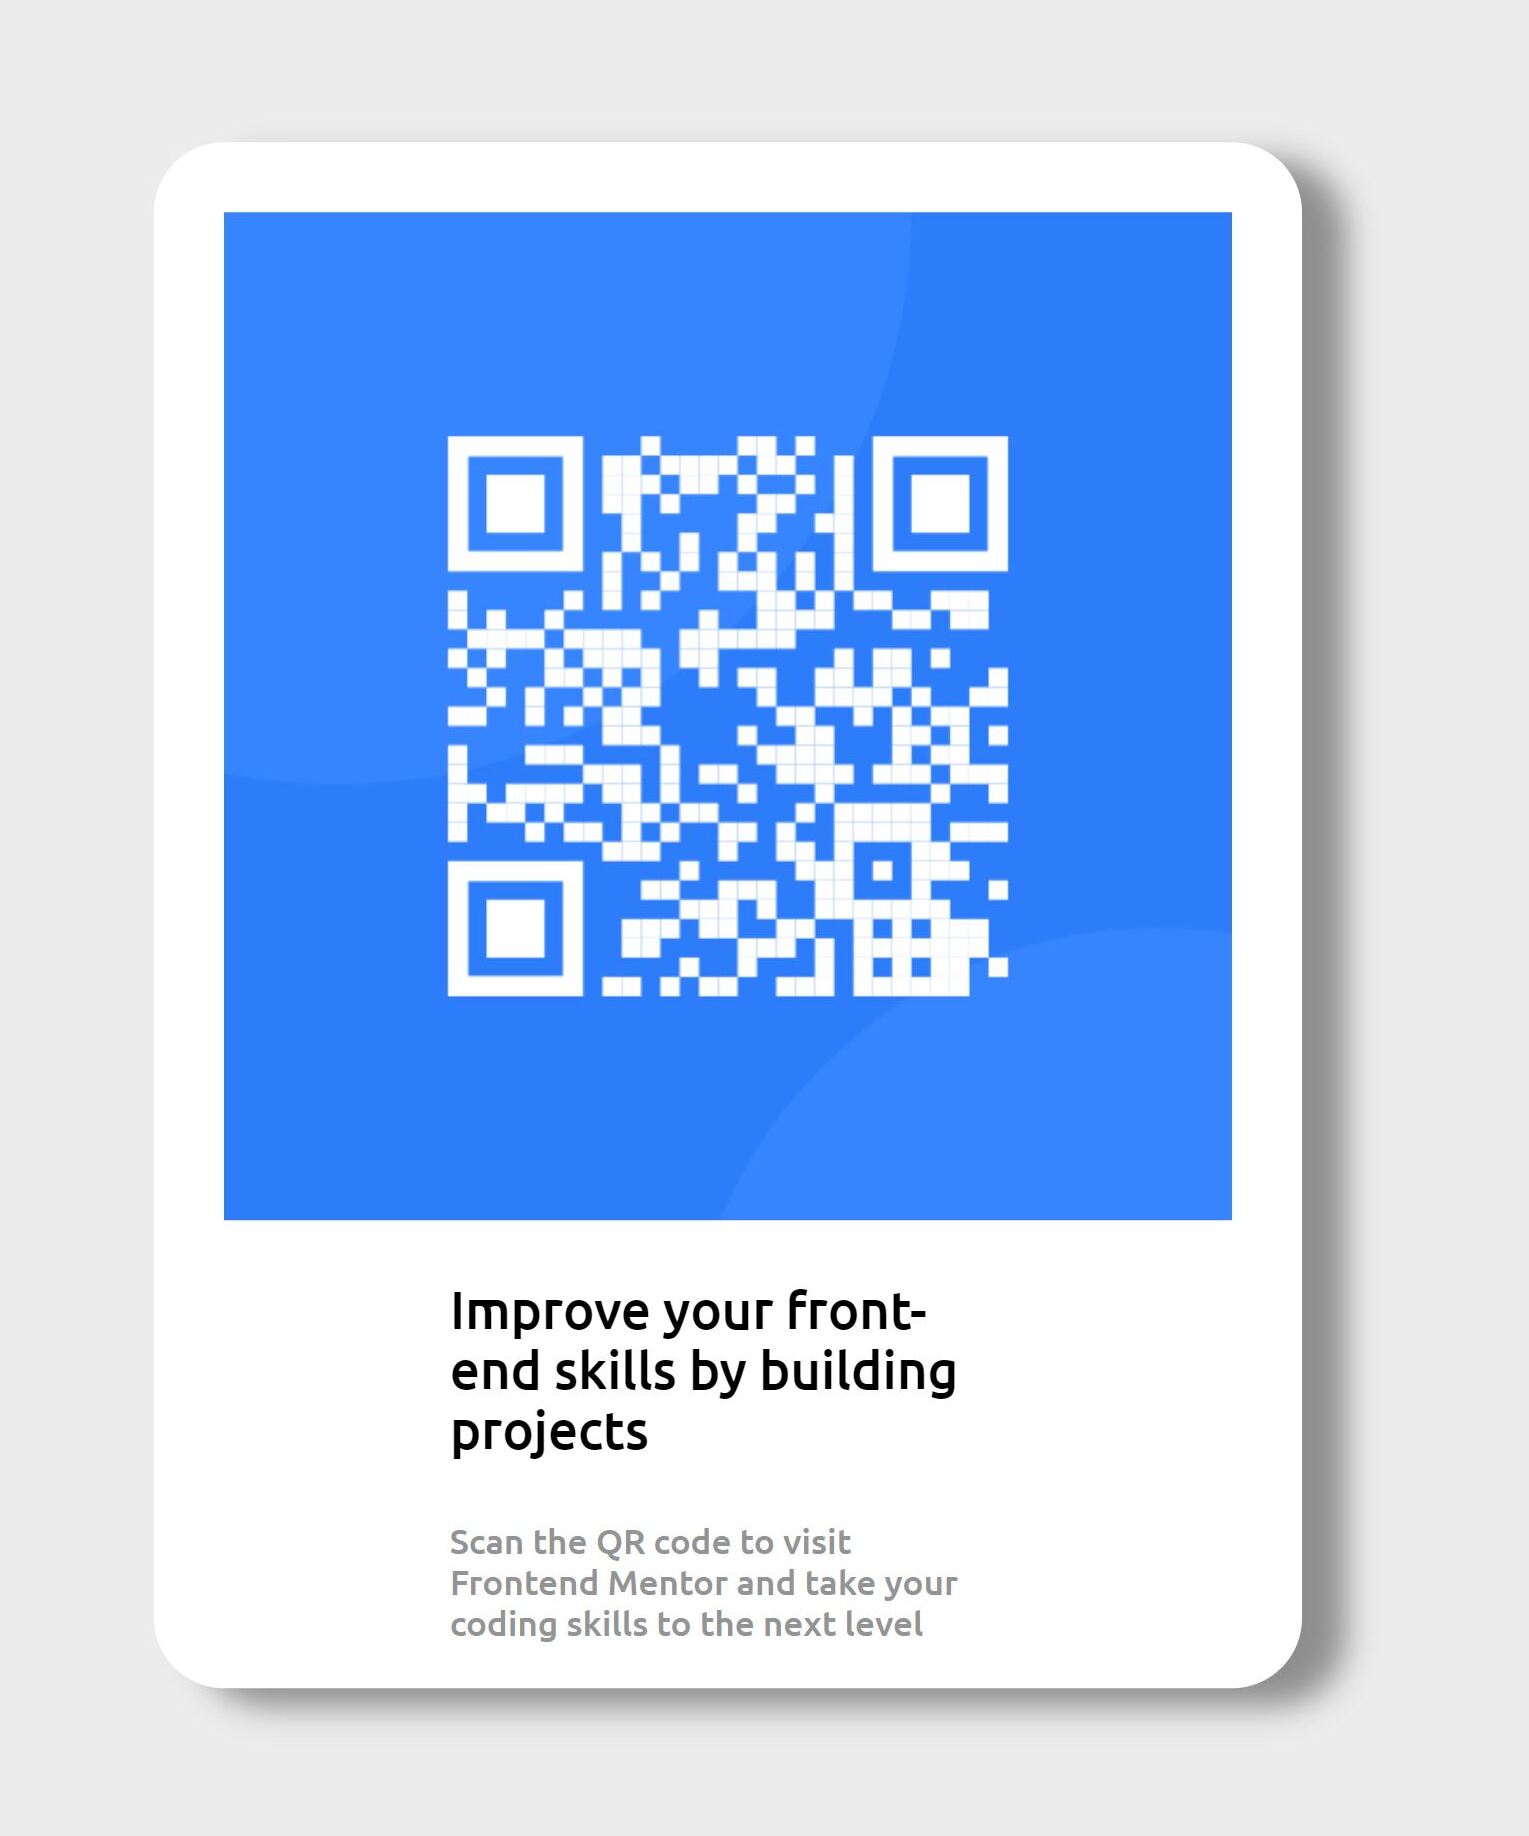 Improve your front-
end skills by building
projects
Scan the QR code to visit
Frontend Mentor and take your
coding skills to the next level